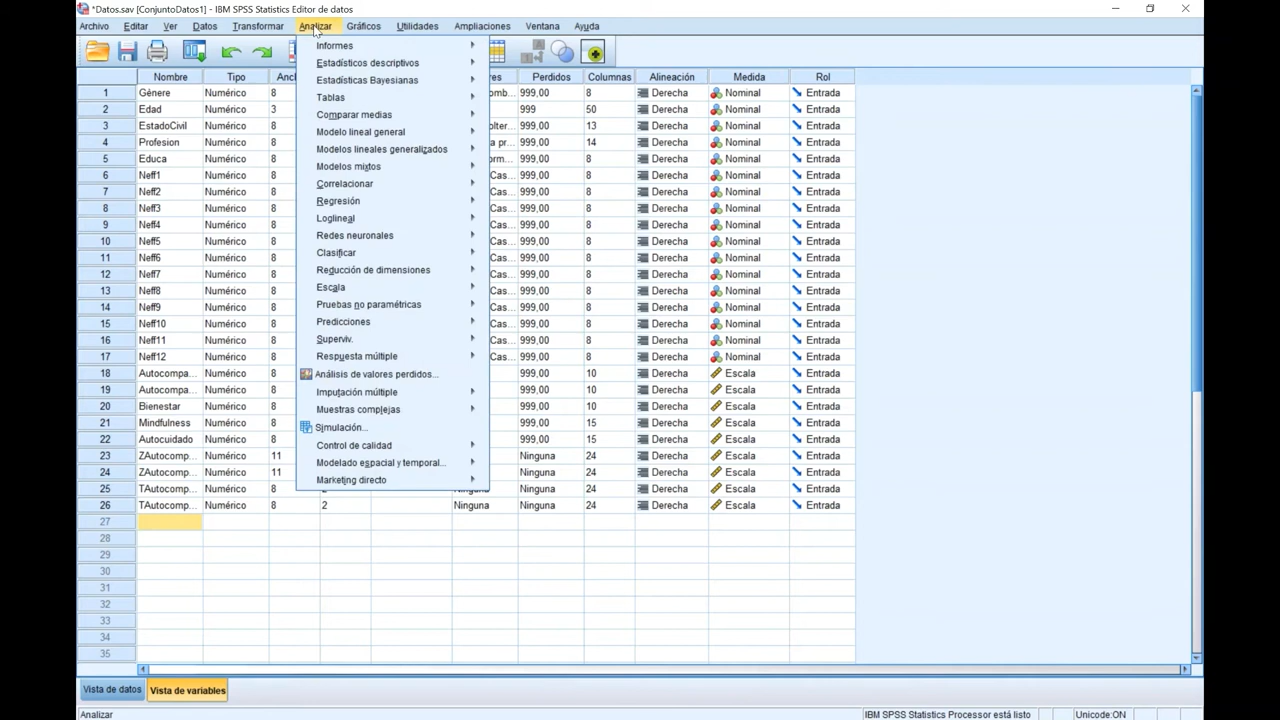 *Datos.sav [ConjuntoDatos1] - IBM SPSS Statistics Editor de datos
Archivo Editar Ver Datos Transformar Analizar Gráficos Utilidades Ampliaciones Ventana Ayuda
Nombre Tipo Perdidos Columnas Alineación Medida Rol
1 Gènere Numérico 8 999,00 8 Derecha Nominal Entrada
2 Edad Numérico 3 999 50 Derecha Nominal Entrada
3 EstadoCivil Numérico 8 999,00 13 Derecha Nominal Entrada
4 Profesion Numérico 8 999,00 14 Derecha Nominal Entrada
5 Educa Numérico 8 999,00 8 Derecha Nominal Entrada
6 Neff1 Numérico 8 999,00 8 Derecha Nominal Entrada
7 Neff2 Numérico 8 999,00 8 Derecha Nominal Entrada
8 Neff3 Numérico 8 999,00 8 Derecha Nominal Entrada
9 Neff4 Numérico 8 999,00 8 Derecha Nominal Entrada
10 Neff5 Numérico 8 999,00 8 Derecha Nominal Entrada
11 Neff6 Numérico 8 999,00 8 Derecha Nominal Entrada
12 Neff7 Numérico 8 999,00 8 Derecha Nominal Entrada
13 Neff8 Numérico 8 999,00 8 Derecha Nominal Entrada
14 Neff9 Numérico 8 999,00 8 Derecha Nominal Entrada
15 Neff10 Numérico 8 999,00 8 Derecha Nominal Entrada
16 Neff11 Numérico 8 999,00 8 Derecha Nominal Entrada
17 Neff12 Numérico 8 999,00 8 Derecha Nominal Entrada
18 Autocompa... Numérico 8 999,00 10 Derecha Escala Entrada
19 Autocompa... Numérico 8 999,00 10 Derecha Escala Entrada
20 Bienestar Numérico 8 999,00 10 Derecha Escala Entrada
21 Mindfulness Numérico 8 999,00 15 Derecha Escala Entrada
22 Autocuidado Numérico 8 999,00 15 Derecha Escala Entrada
23 ZAutocomp... Numérico 11 Ninguna 24 Derecha Escala Entrada
24 ZAutocomp... Numérico 11 Ninguna 24 Derecha Escala Entrada
25 TAutocomp... Numérico 8 2 Ninguna Ninguna 24 Derecha Escala Entrada
26 TAutocomp... Numérico 8 2 Ninguna Ninguna 24 Derecha Escala Entrada
27
28
29
30
31
32
33
34
35
Informes
Estadísticos descriptivos
Estadísticas Bayesianas
Tablas
Comparar medias
Modelo lineal general
Modelos lineales generalizados
Modelos mixtos
Correlacionar
Regresión
Loglineal
Redes neuronales
Clasificar
Reducción de dimensiones
Escala
Pruebas no paramétricas
Predicciones
Superviv.
Respuesta múltiple
Análisis de valores perdidos...
Imputación múltiple
Muestras complejas
Simulación...
Control de calidad
Modelado espacial y temporal...
Marketing directo
Vista de datos Vista de variables
Analizar IBM SPSS Statistics Processor está listo Unicode:ON